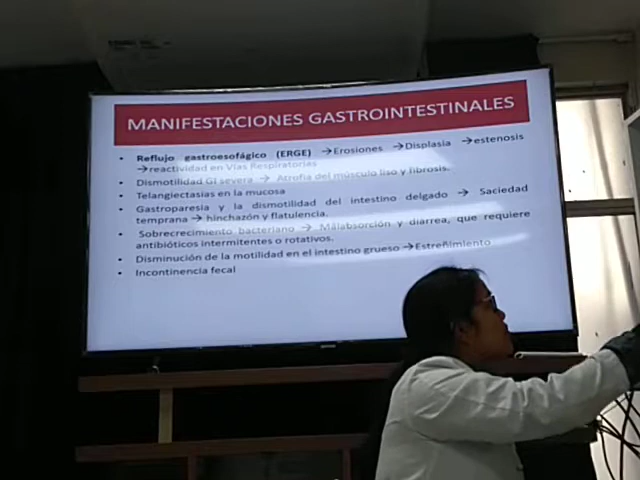 MANIFESTACIONES GASTROINTESTINALES
• Reflujo gastroesofágico (ERGE) →Erosiones →Displasia →estenosis
→reactividad en Vías Respiratorias
• Dismotilidad GI severa → Atrofia del músculo liso y fibrosis.
• Telangiectasias en la mucosa
• Gastroparesia y la dismotilidad del intestino delgado → Saciedad
temprana → hinchazón y flatulencia.
• Sobrecrecimiento bacteriano → Malabsorción y diarrea, que requiere
antibióticos intermitentes o rotativos.
• Disminución de la motilidad en el intestino grueso →Estreñimiento
• Incontinencia fecal